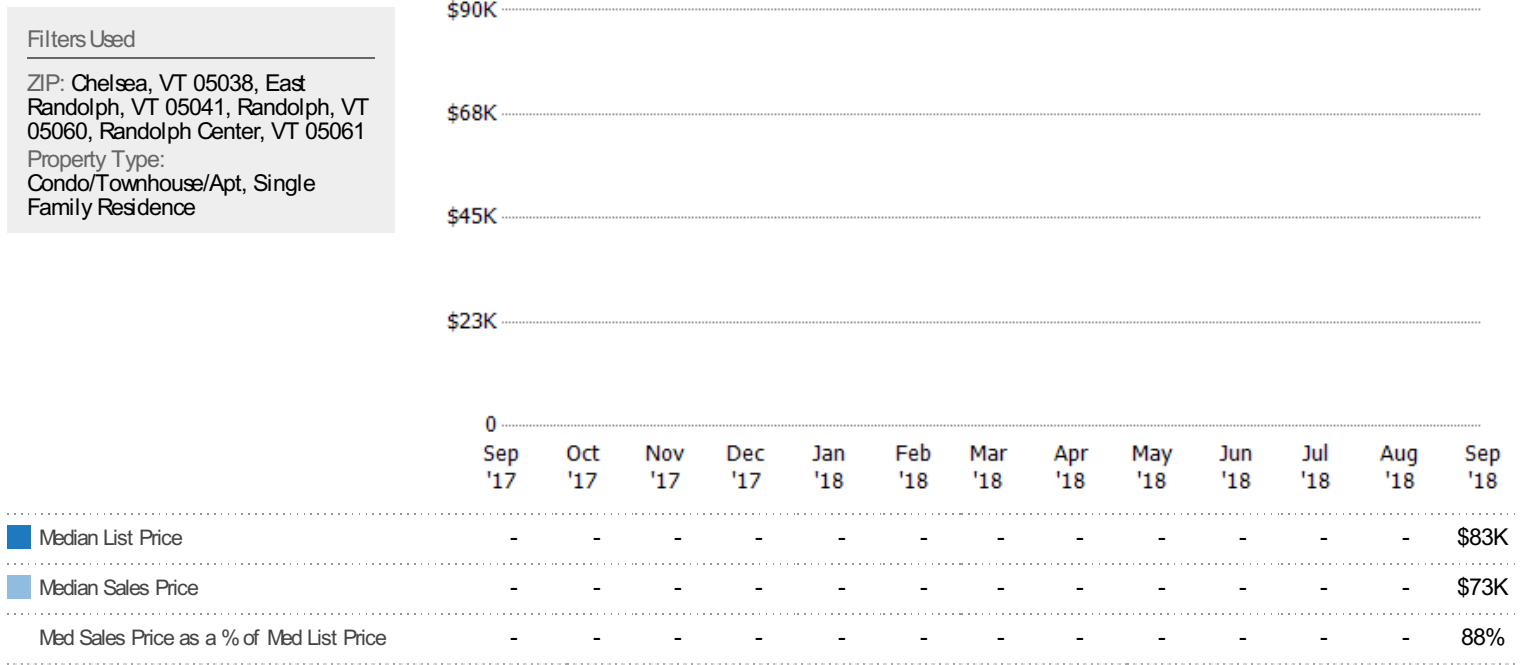 Filters Used
ZIP: Chelsea, VT 05038, East
Randolph, VT 05041, Randolph, VT
05060, Randolph Center, VT 05061
Property Type:
Condo/Townhouse/Apt, Single
Family Residence
$90K
$68K
$45K
$23K
0
Sep Oct Nov Dec Jan Feb Mar Apr May Jun Jul Aug Sep
'17 '17 '17 '17 '18 '18 '18 '18 '18 '18 '18 '18 '18
Median List Price - - - - - - - - - - - - $83K
Median Sales Price - - - - - - - - - - - - $73K
Med Sales Price as a % of Med List Price - - - - - - - - - - - - 88%